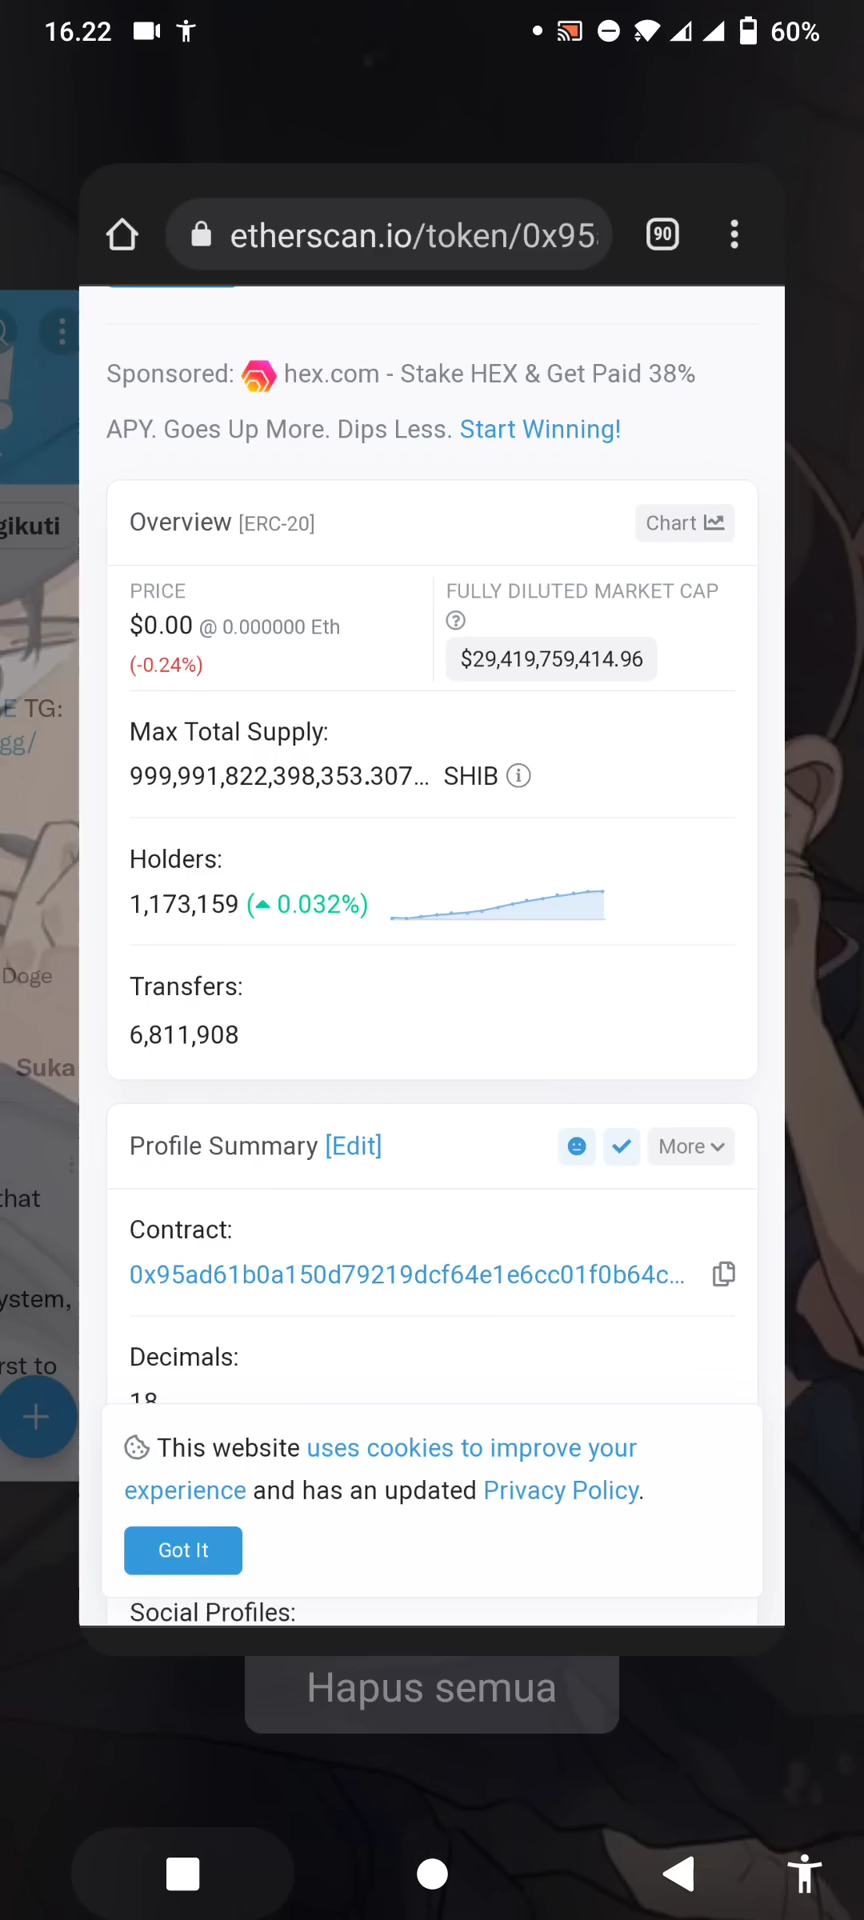 16.22
60%
etherscan.io/token/0x95
90
Sponsored: hex.com - Stake HEX & Get Paid 38%
APY. Goes Up More. Dips Less. Start Winning!
Overview [ERC-20]
Chart
PRICE
$0.00 @ 0.000000 Eth
(-0.24%)
FULLY DILUTED MARKET CAP
$29,419,759,414.96
Max Total Supply:
999,991,822,398,353.307... SHIB
Holders:
1,173,159 (0.032%)
Transfers:
6,811,908
Profile Summary [Edit]
More
Contract:
0x95ad61b0a150d79219dcf64e1e6cc01f0b64c...
Decimals:
18
This website uses cookies to improve your
experience and has an updated Privacy Policy.
Got It
Social Profiles:
Hapus semua
gikuti
E TG:
gg/
Doge
Suka
that
ystem,
rst to